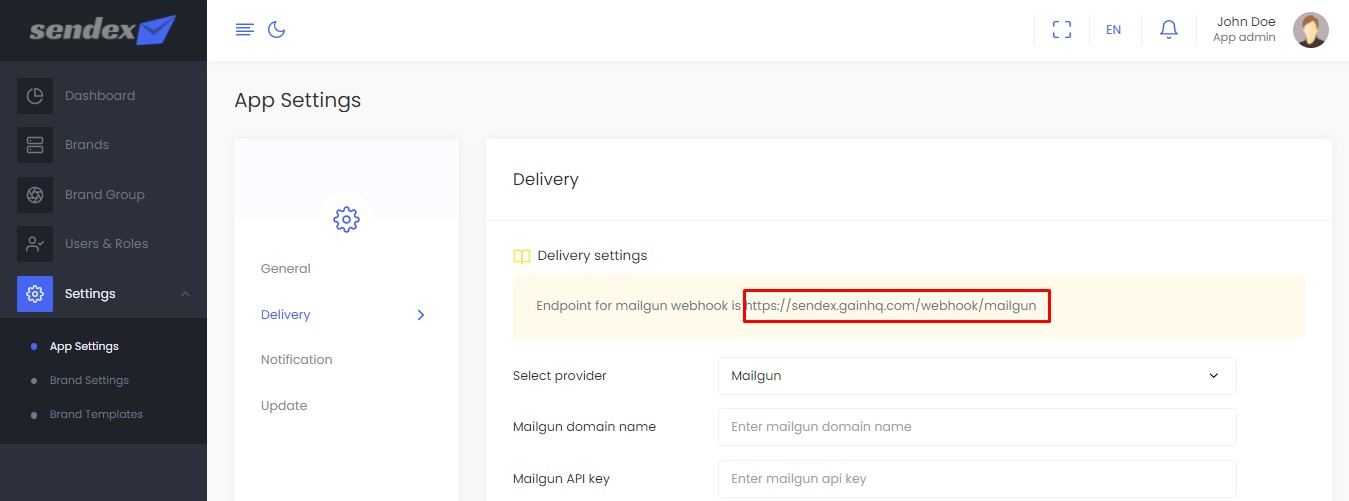 sendex
EN
John Doe
App admin
Dashboard
Brands
Brand Group
Users & Roles
Settings
App Settings
Brand Settings
Brand Templates
App Settings
General
Delivery
Notification
Update
Delivery
Delivery settings
Endpoint for mailgun webhook is https://sendex.gainhq.com/webhook/mailgun
Select provider
Mailgun
Mailgun domain name
Enter mailgun domain name
Mailgun API key
Enter mailgun api key